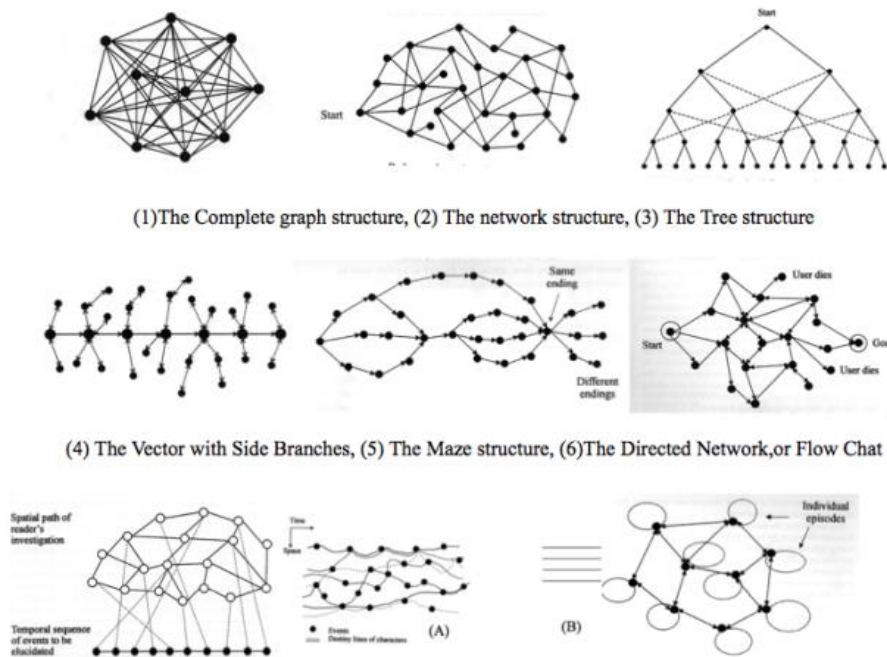 Start
Start
(1)The Complete graph structure, (2) The network structure, (3) The Tree structure
Same
ending
User dies
Start
Goa
Different
endings
User dies
(4) The Vector with Side Branches, (5) The Maze structure, (6)The Directed Network,or Flow Chat
Spatial path of
reader's
investigation
Time
Space
Individual
episodes
Temporal sequence
of events to be
elucidated
Events
Destiny lines of characters
(A)
(B)